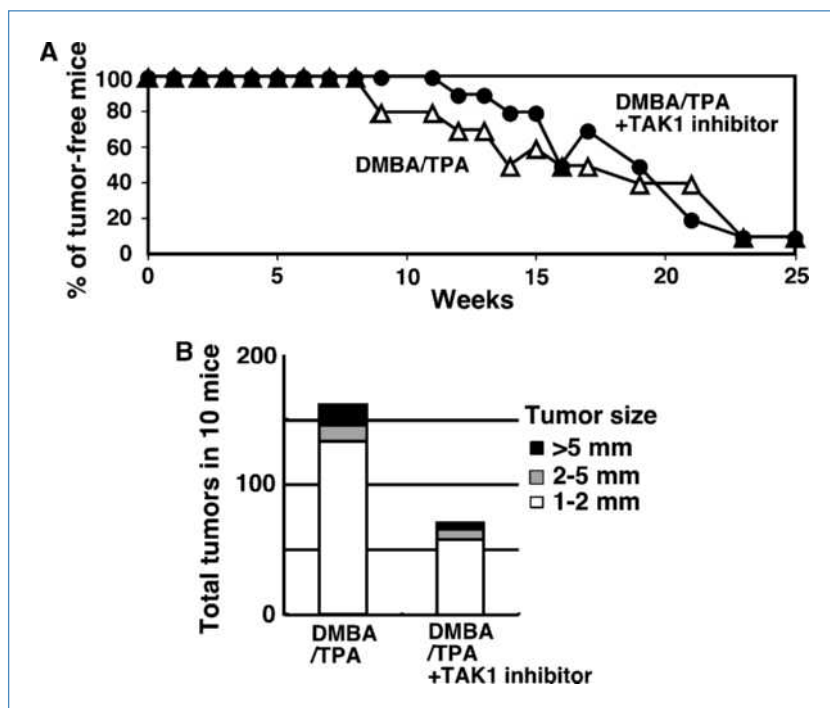 A
% of tumor-free mice
100
80
60
40
20
0
DMBA/TPA
+TAK1 inhibitor
DMBA/TPA
0
5
10
15
20
25
Weeks
B
Total tumors in 10 mice
200
100
0
Tumor size
>5 mm
2-5 mm
1-2 mm
DMBA
/TPA
DMBA
/TPA
+TAK1 inhibitor